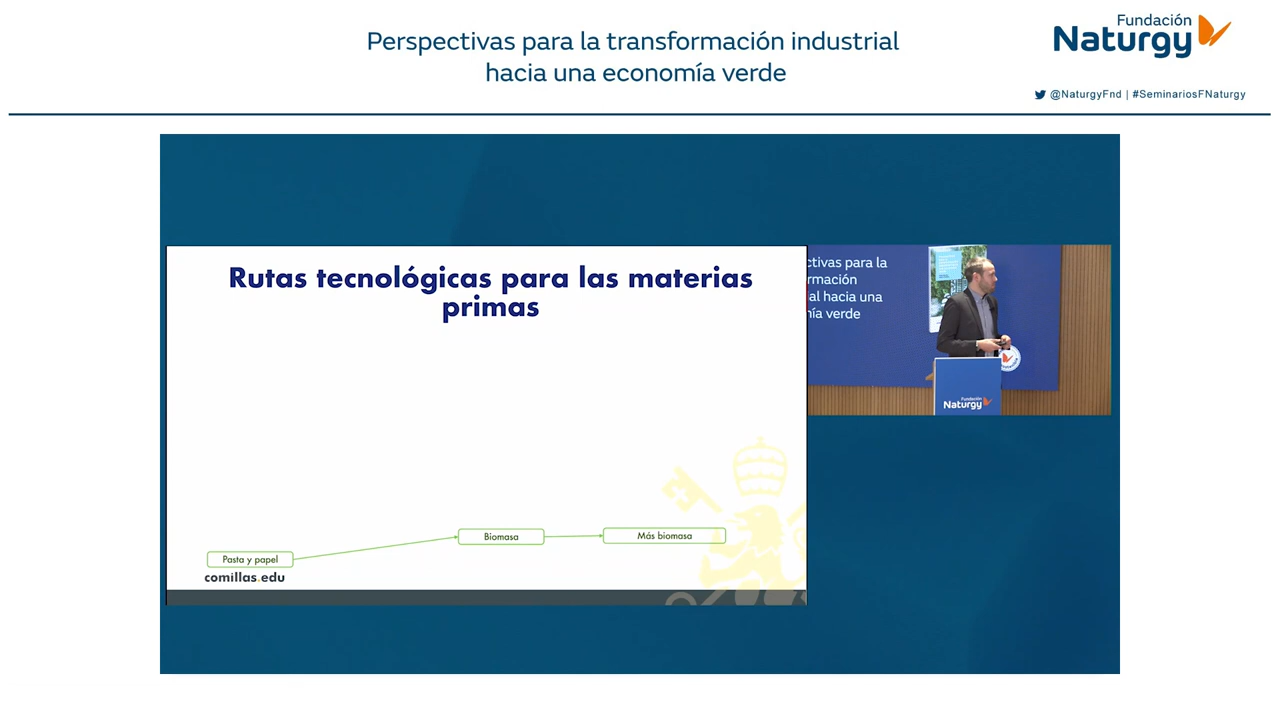 Perspectivas para la transformación industrial
hacia una economía verde
Fundación
Naturgy
@NaturgyFnd | #SeminariosFNaturgy
Rutas tecnológicas para las materias
primas
Pasta y papel
Biomasa
Más biomasa
comillas.edu
ctivas para la
rmación
al hacia una
ía verde
Fundación
Naturgy